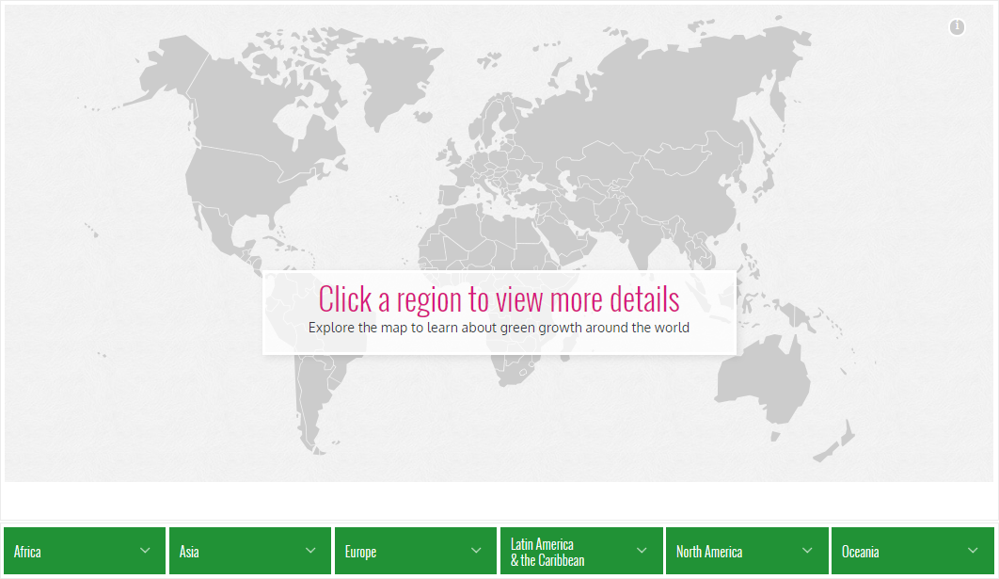 i
Click a region to view more details
Explore the map to learn about green growth around the world
Africa
Asia
Europe
Latin America
& the Caribbean
North America
Oceania